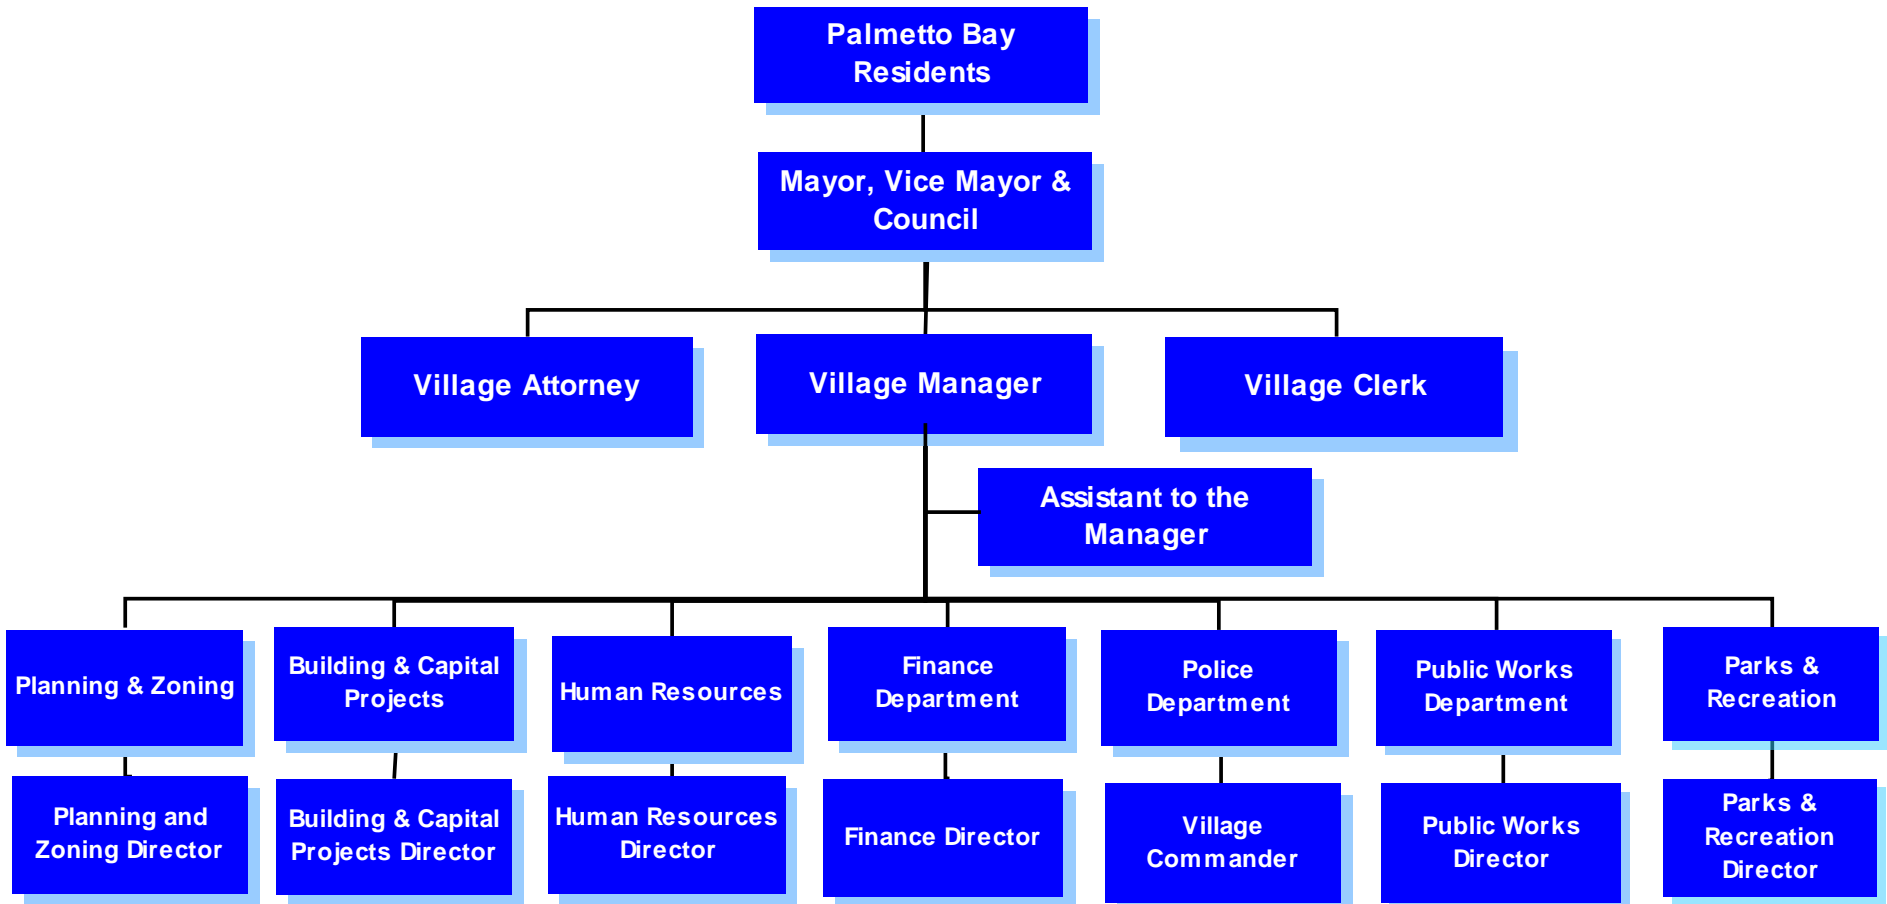 Palmetto Bay
Residents
Mayor, Vice Mayor &
Council
Village Attorney
Village Manager
Village Clerk
Assistant to the
Manager
Planning & Zoning
Building & Capital
Projects
Human Resources
Finance
Department
Police
Department
Public Works
Department
Parks &
Recreation
Planning and
Zoning Director
Building & Capital
Projects Director
Human Resources
Director
Finance Director
Village
Commander
Public Works
Director
Parks &
Recreation
Director